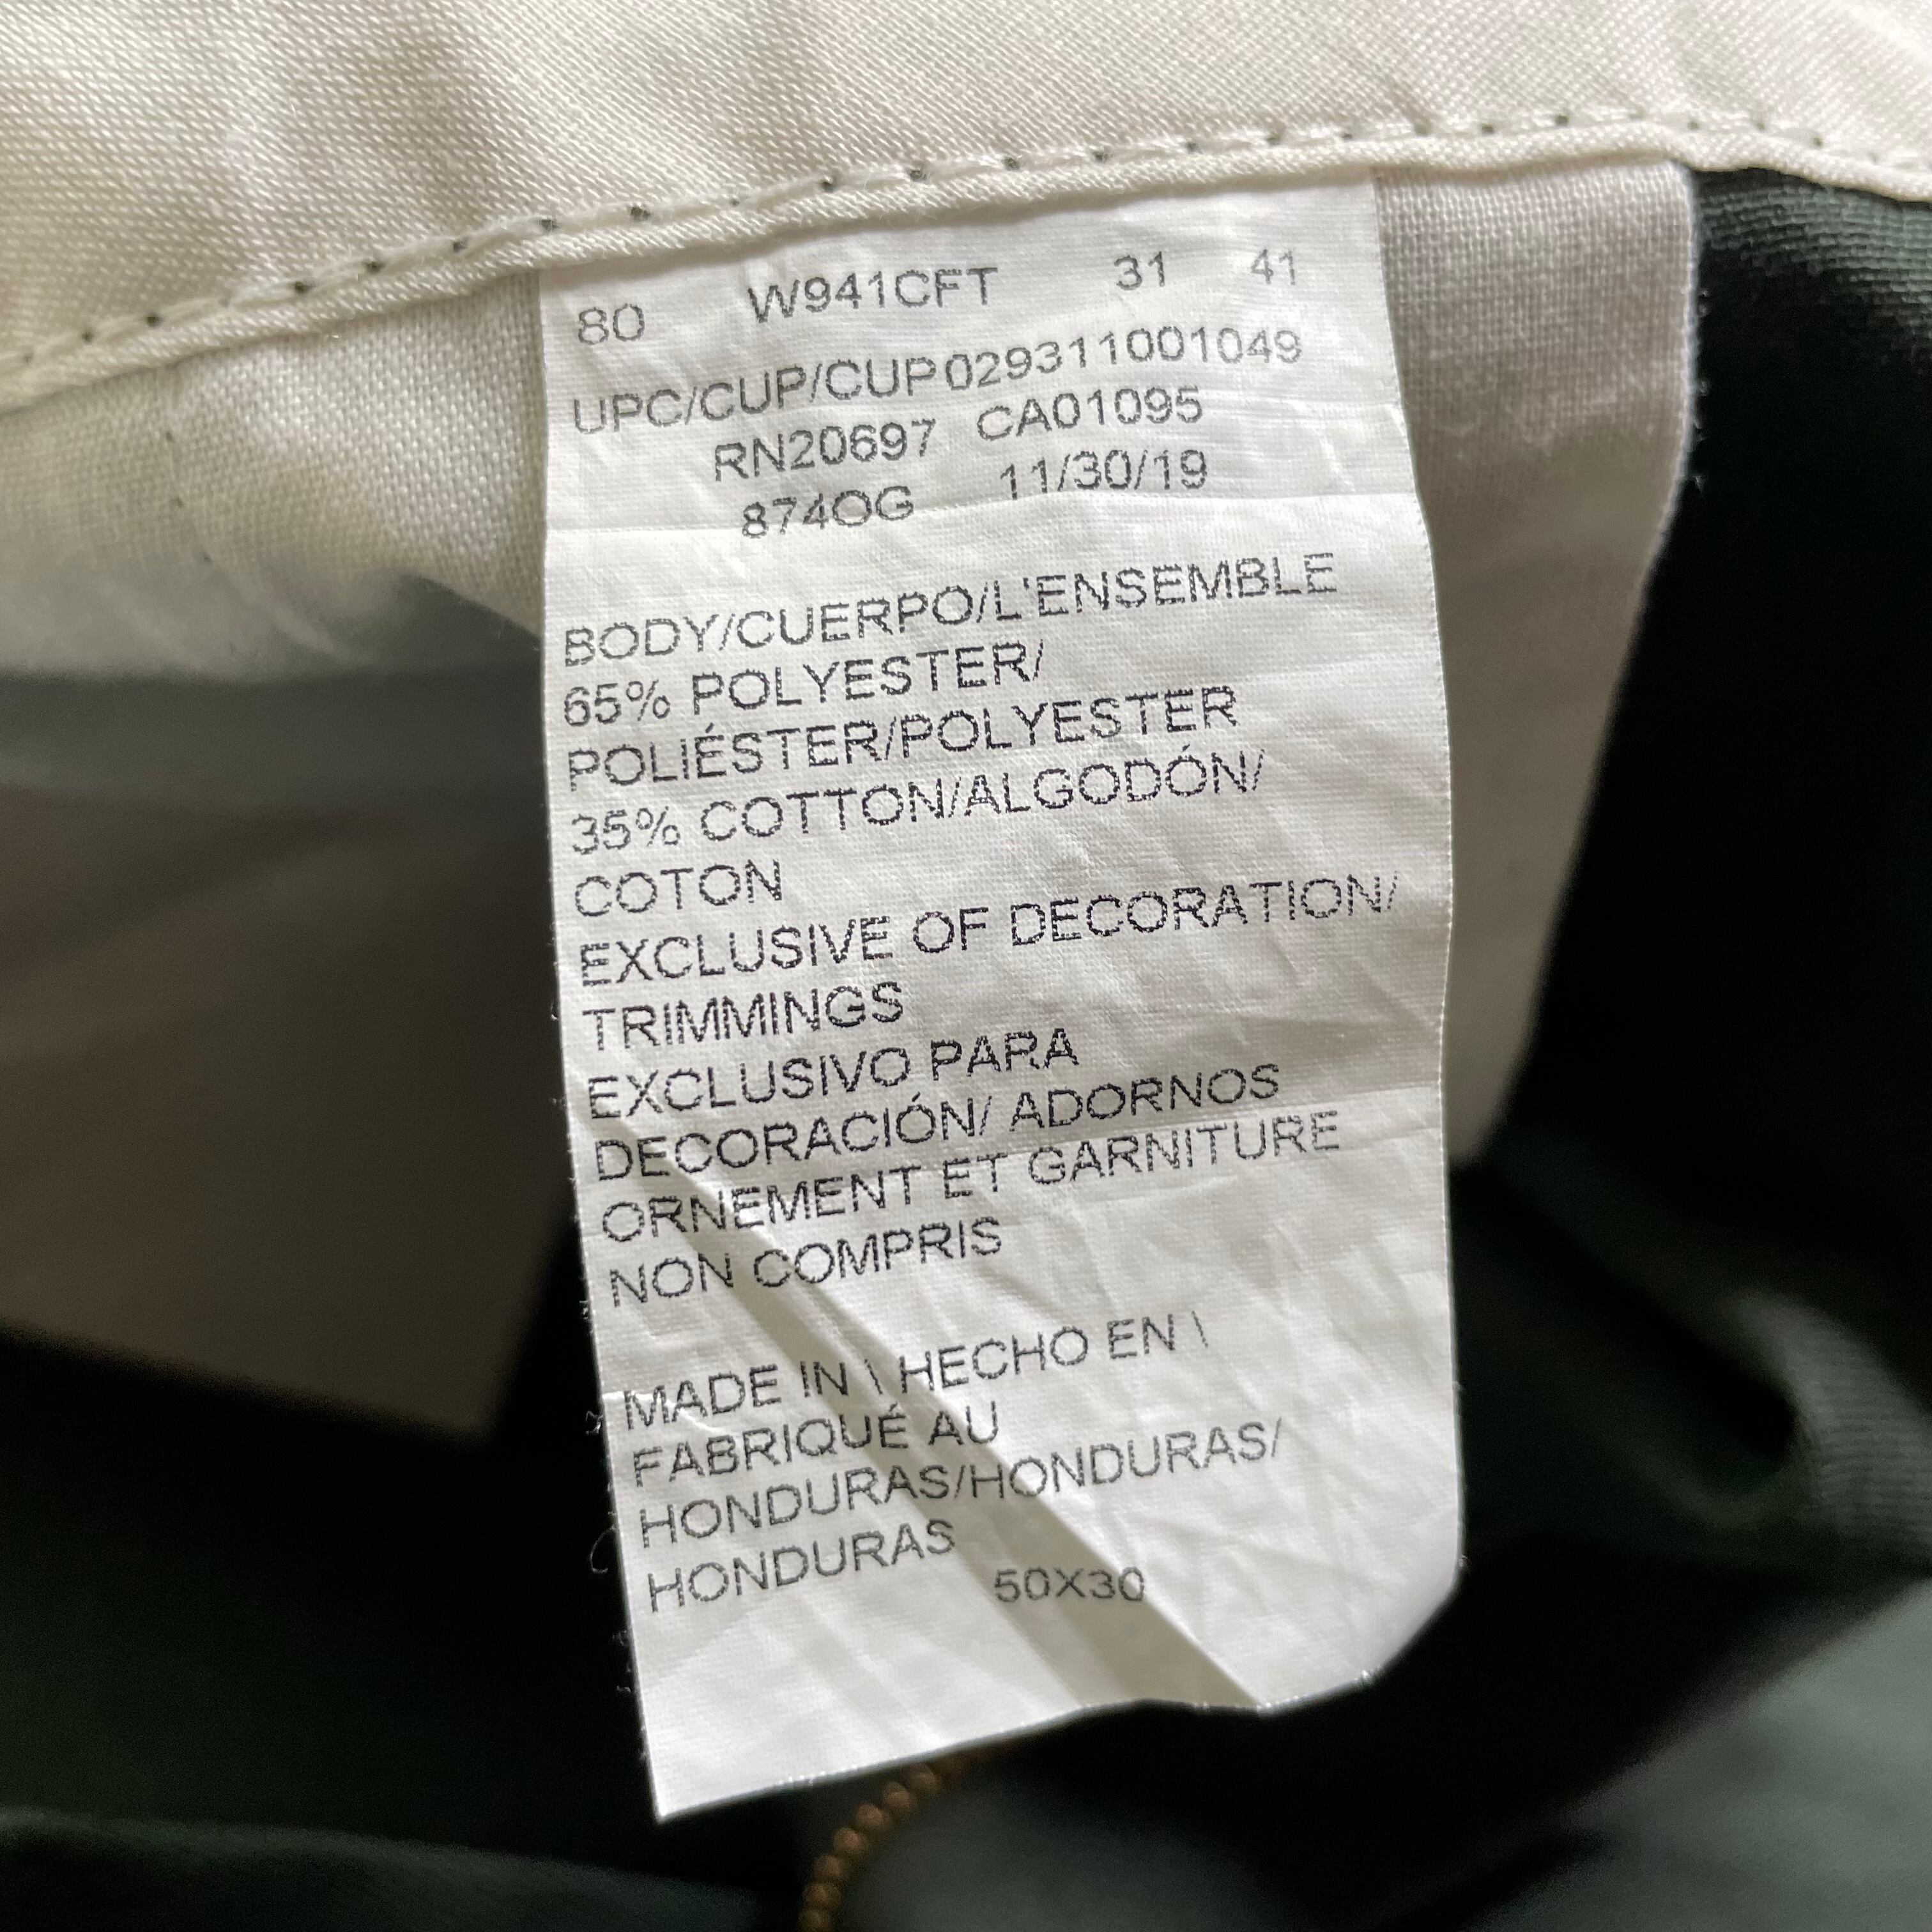 80 W941CFT 31 41
UPC/CUP/CUP029311001049
RN20697 CA01095
874OG 11/30/19
BODY/CUERPO/L'ENSEMBLE
65% POLYESTER/
POLIÉSTER/POLYESTER
35% COTTON/ALGODÓN/
COTON
EXCLUSIVE OF DECORATION/
TRIMMINGS
EXCLUSIVO PARA
DECORACIÓN/ ADORNOS
ORNEMENT ET GARNITURE
NON COMPRIS
MADE IN \ HECHO EN \
FABRIQUÉ AU
HONDURAS/HONDURAS/
HONDURAS
50X30